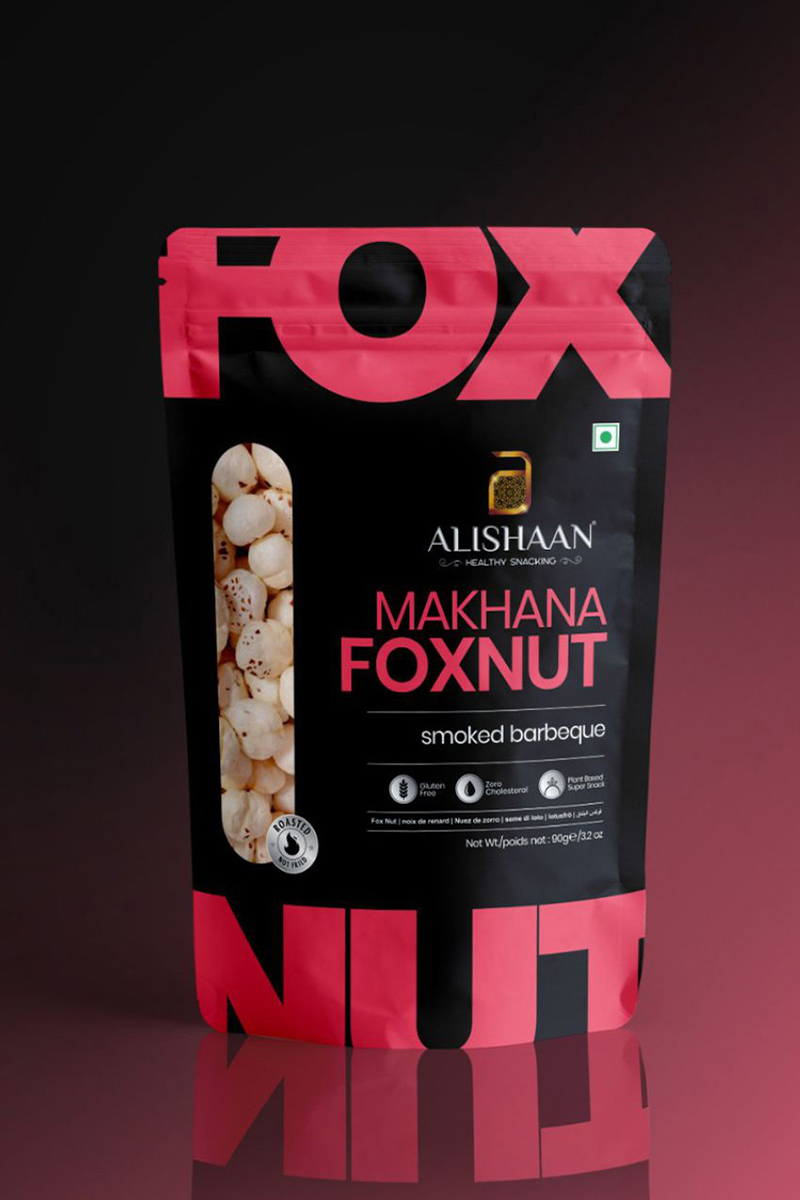 FOX
ALISHAAN®
HEALTHY SNACKING
MAKHANA
FOXNUT
smoked barbeque
Gluten
Free
Zero
Cholesterol
Plant Based
Super Snack
Fox Nut | noix de renard | Nuez de zorro | seme di loto | lotusfrö |
Net Wt./poids net : 90g℮/3.2 oz
ROASTED
NOT FRIED
NUT